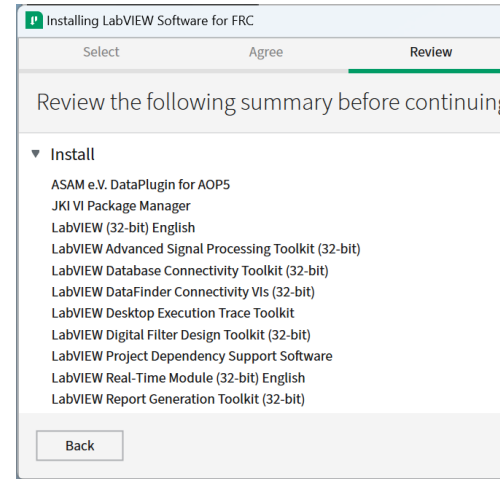 Installing LabVIEW Software for FRC
Select Agree Review
Review the following summary before continuing
Install
ASAM e.V. DataPlugin for AOP5
JKI VI Package Manager
LabVIEW (32-bit) English
LabVIEW Advanced Signal Processing Toolkit (32-bit)
LabVIEW Database Connectivity Toolkit (32-bit)
LabVIEW DataFinder Connectivity VIs (32-bit)
LabVIEW Desktop Execution Trace Toolkit
LabVIEW Digital Filter Design Toolkit (32-bit)
LabVIEW Project Dependency Support Software
LabVIEW Real-Time Module (32-bit) English
LabVIEW Report Generation Toolkit (32-bit)
Back